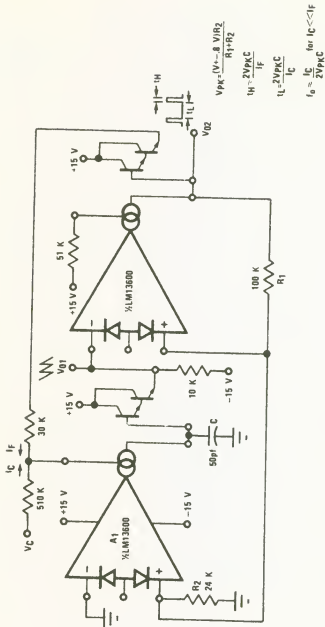 VC
510 K
IC
IF
30 K
+15 V
A1
½LM13600
-15 V
-
+
R2
24 K
+15 V
C
50pf
VO1
10 K
-15 V
+15 V
51 K
½LM13600
-
+
100 K
R1
+15 V
VO2
tH
tL
VPK=(V+-.8 V)R2
R1+R2
tH=2VPKC
IF
tL=2VPKC
IC
fo≈ IC for IC<<IF
2VPKC